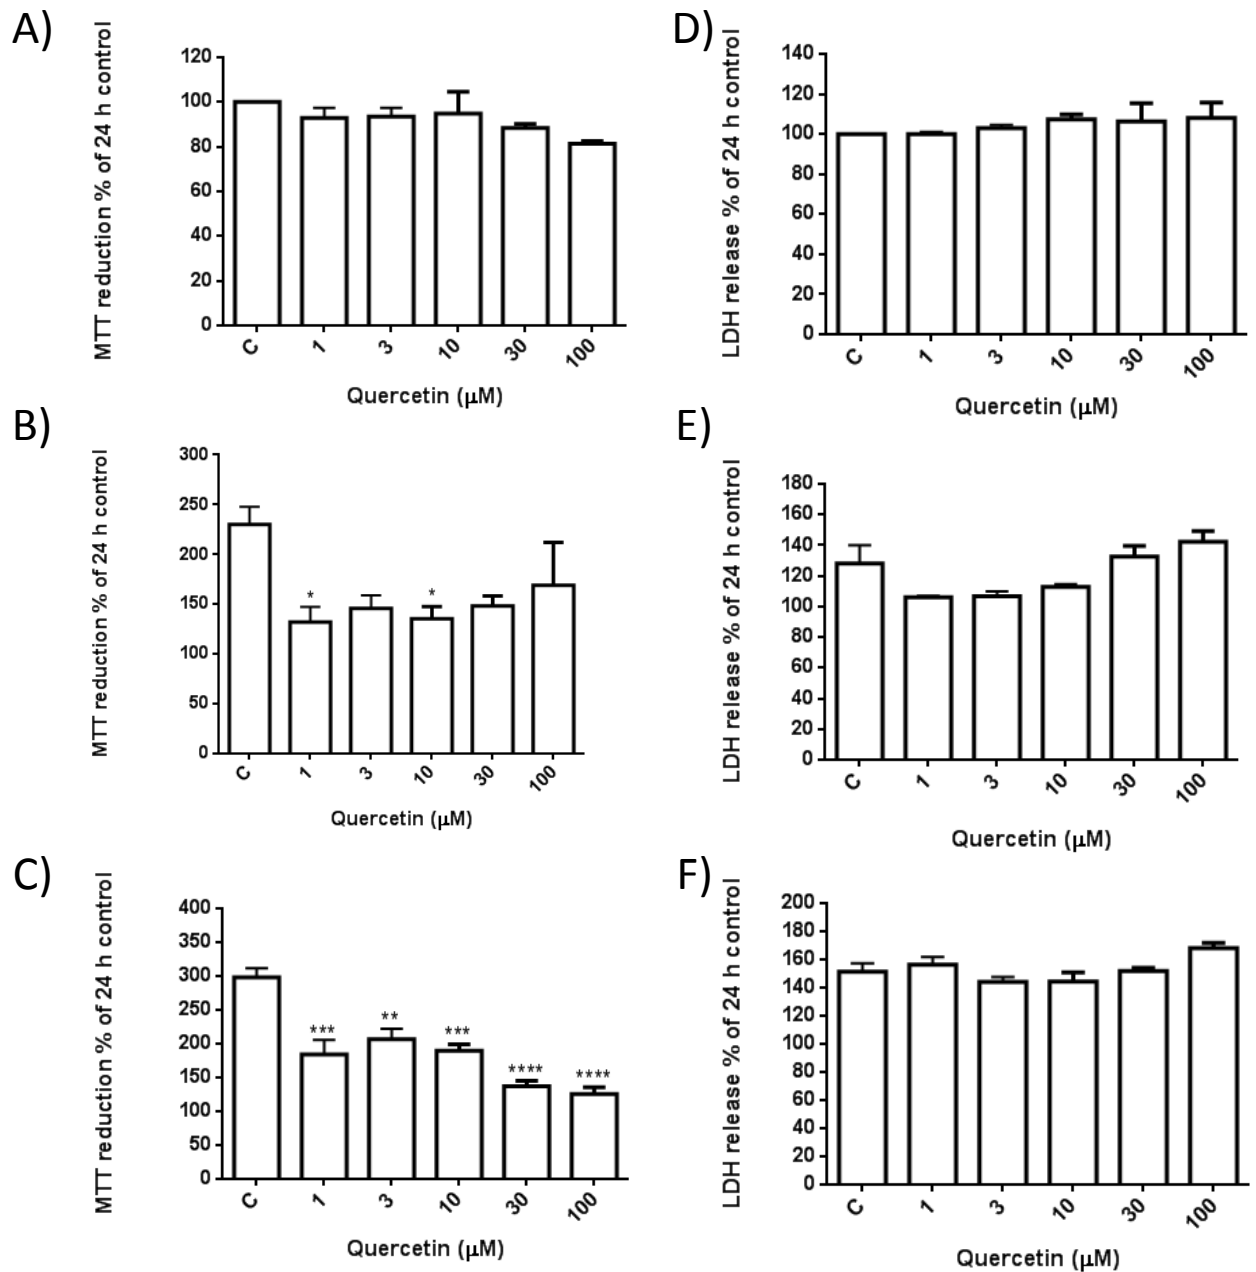 A)
MTT reduction % of 24 h control
120
100
80
60
40
20
0
C 1 3 10 30 100
Quercetin (μM)
D)
LDH release % of 24 h control
140
120
100
80
60
40
20
0
C 1 3 10 30 100
Quercetin (μM)
B)
MTT reduction % of 24 h control
300
250
200
150
100
50
0
* *
C 1 3 10 30 100
Quercetin (μM)
E)
LDH release % of 24 h control
180
160
140
120
100
80
60
40
20
0
C 1 3 10 30 100
Quercetin (μM)
C)
MTT reduction % of 24 h control
400
350
300
250
200
150
100
50
0
*** ** *** **** ****
C 1 3 10 30 100
Quercetin (μM)
F)
LDH release % of 24 h control
200
180
160
140
120
100
80
60
40
20
0
C 1 3 10 30 100
Quercetin (μM)